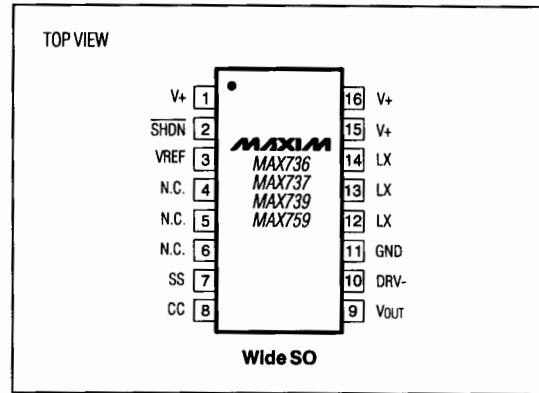 TOP VIEW
V+ 1
SHDN 2
VREF 3
N.C. 4
N.C. 5
N.C. 6
SS 7
CC 8
MAXIM
MAX736
MAX737
MAX739
MAX759
16 V+
15 V+
14 LX
13 LX
12 LX
11 GND
10 DRV-
9 VOUT
Wide SO